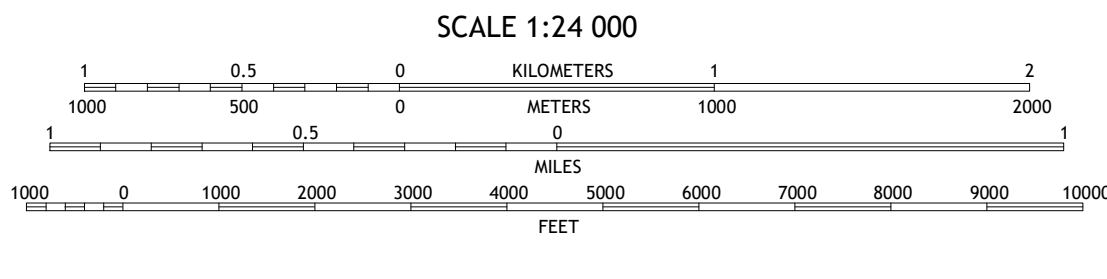 SCALE 1:24 000
1 0.5 0 KILOMETERS 1 2
1000 500 0 METERS 1000 2000
1 0.5 0 1
MILES
1000 0 1000 2000 3000 4000 5000 6000 7000 8000 9000 10000
FEET